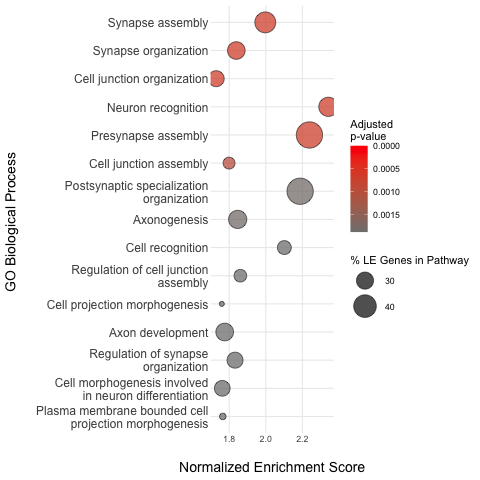 Synapse assembly
Synapse organization
Cell junction organization
Neuron recognition
Presynapse assembly
Cell junction assembly
Postsynaptic specialization
organization
Axonogenesis
Cell recognition
Regulation of cell junction
assembly
Cell projection morphogenesis
Axon development
Regulation of synapse
organization
Cell morphogenesis involved
in neuron differentiation
Plasma membrane bounded cell
projection morphogenesis
GO Biological Process
1.8 2.0 2.2
Normalized Enrichment Score
Adjusted
p-value
0.0000
0.0005
0.0010
0.0015
% LE Genes in Pathway
30
40